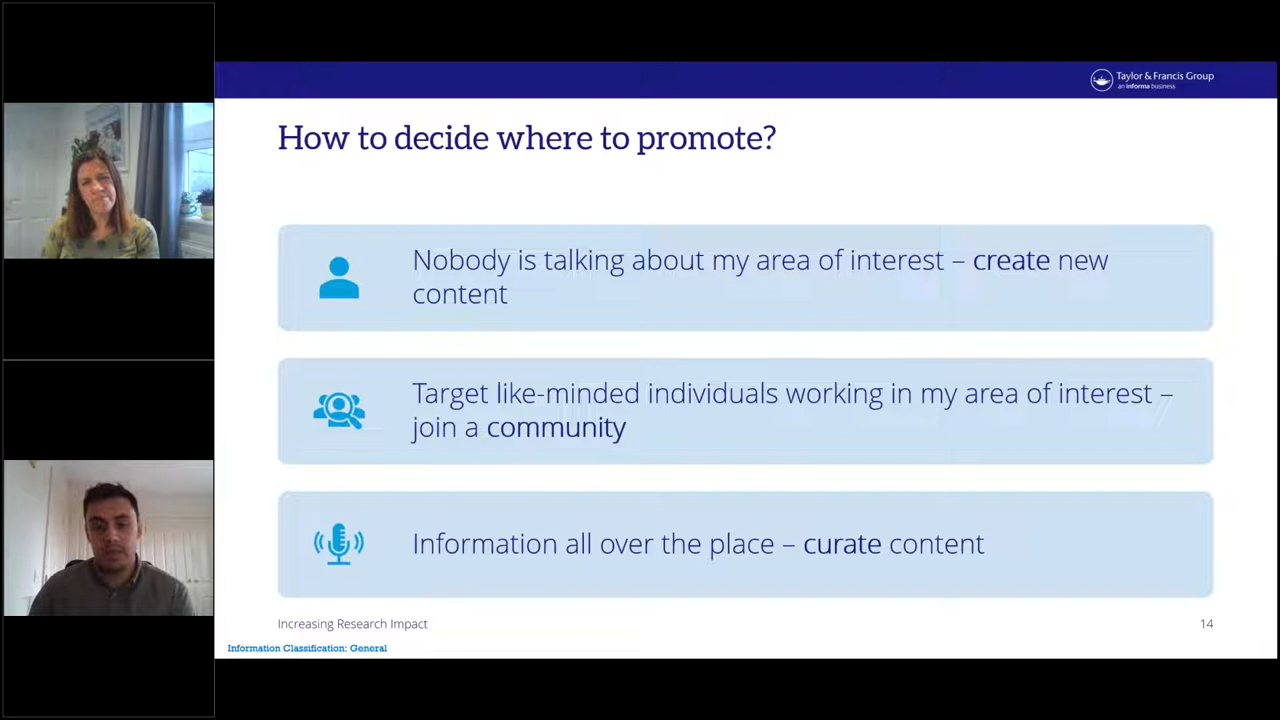 Taylor & Francis Group
an informa business
How to decide where to promote?
Nobody is talking about my area of interest – create new
content
Target like-minded individuals working in my area of interest –
join a community
Information all over the place – curate content
Increasing Research Impact
14
Information Classification: General